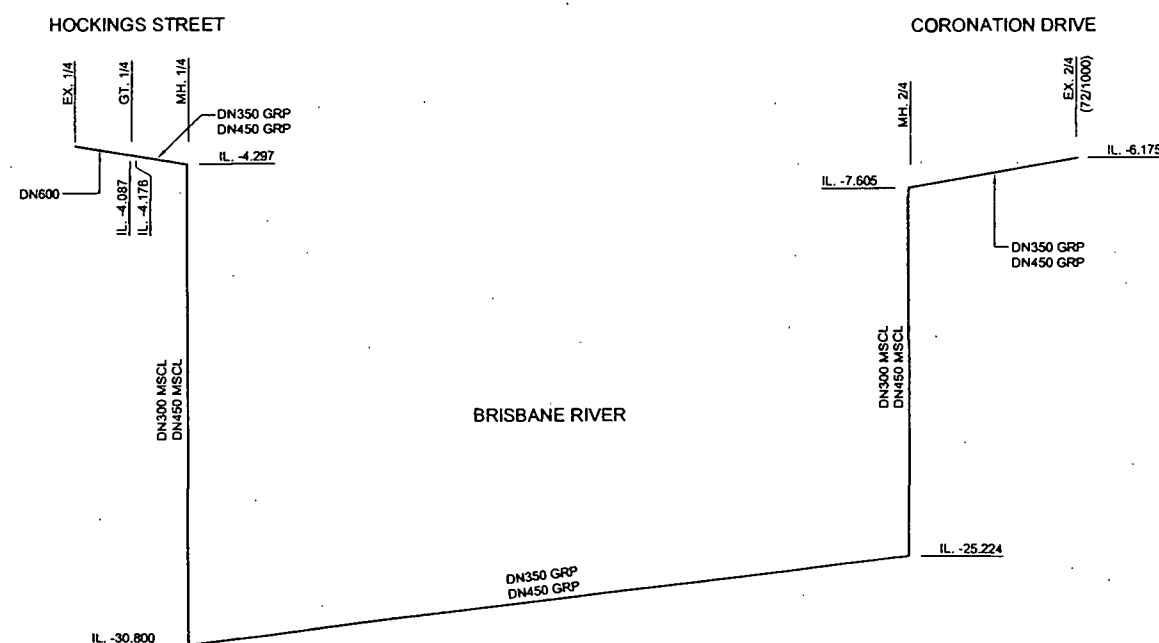 HOCKINGS STREET
CORONATION DRIVE
EX. 1/4
GT. 1/4
MH. 1/4
MH. 2/4
EX. 2/4
(72/1000)
DN350 GRP
DN450 GRP
IL. -4.297
IL. -6.175
IL. -7.605
DN600
IL. -4.087
IL. -4.176
DN350 GRP
DN450 GRP
DN300 MSCL
DN450 MSCL
BRISBANE RIVER
DN300 MSCL
DN450 MSCL
IL. -25.224
DN350 GRP
DN450 GRP
IL. -30.800